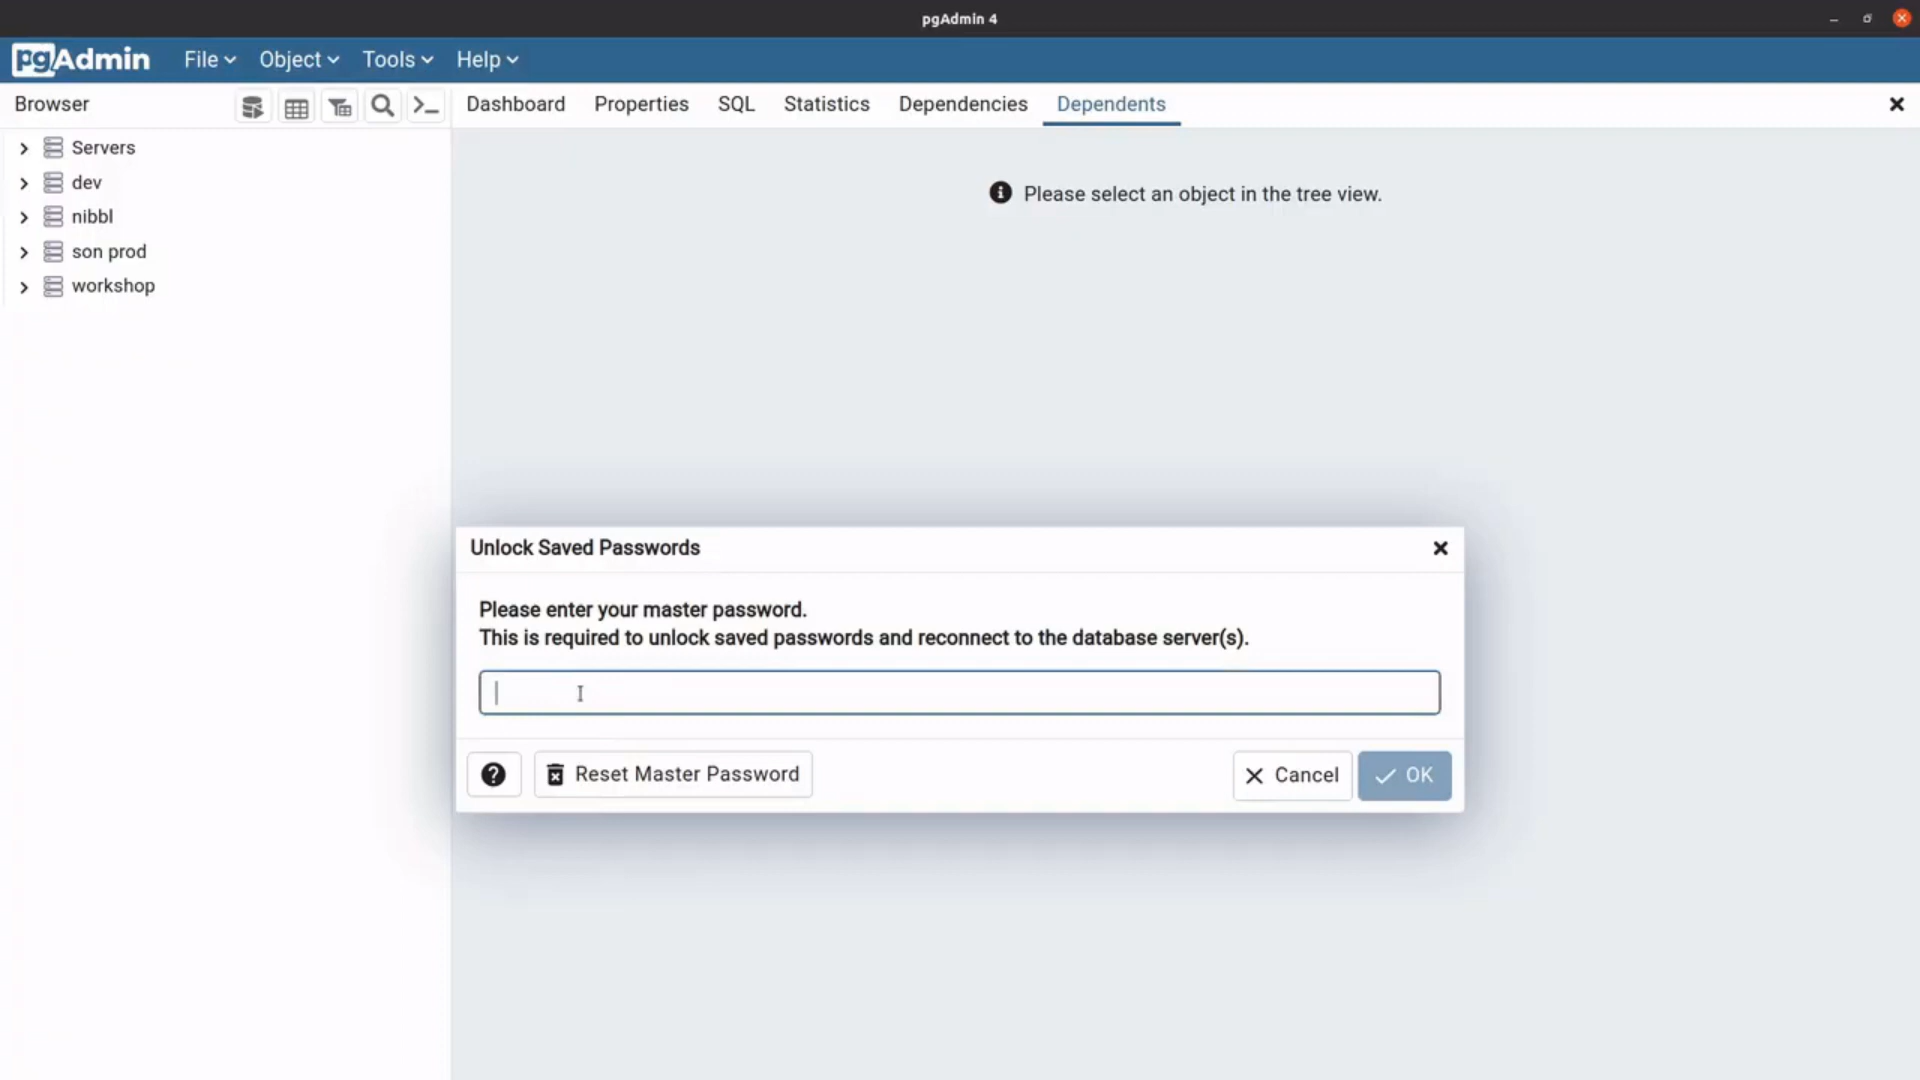 pgAdmin 4
pgAdmin File Object Tools Help
Browser Dashboard Properties SQL Statistics Dependencies Dependents
Servers
dev
nibbl
son prod
workshop
Please select an object in the tree view.
Unlock Saved Passwords
Please enter your master password.
This is required to unlock saved passwords and reconnect to the database server(s).
Reset Master Password Cancel OK